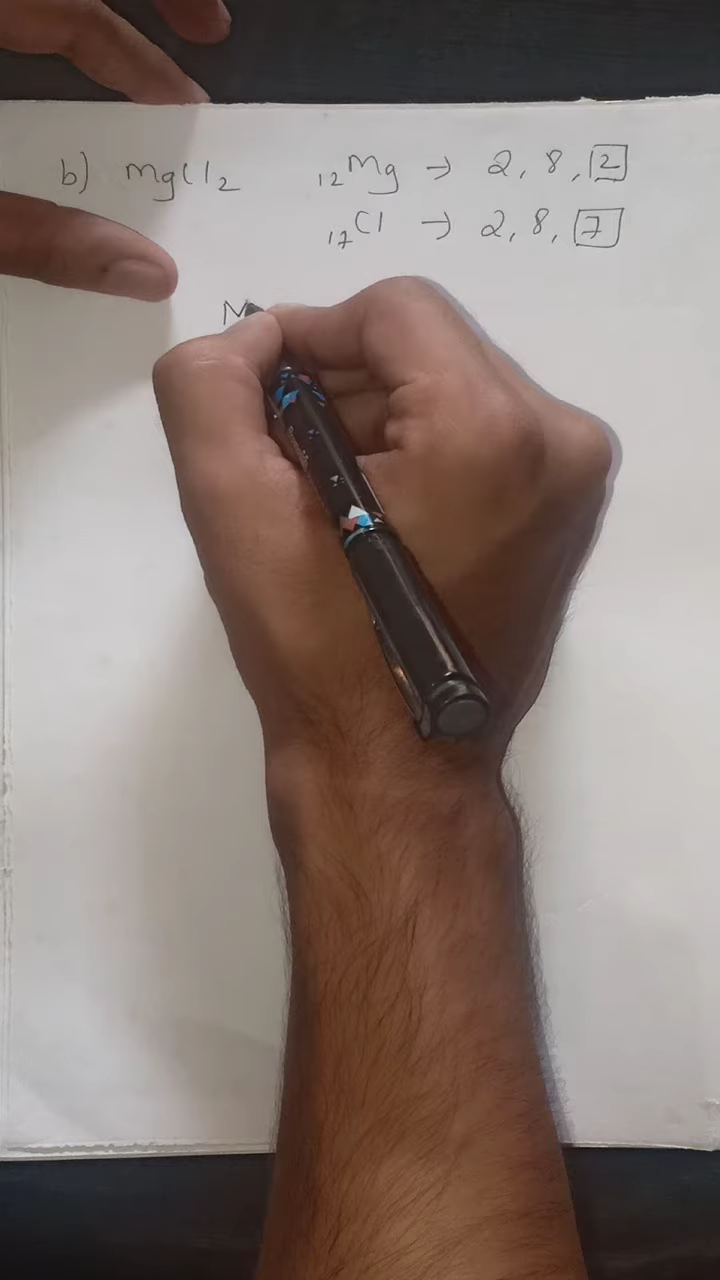 b) MgCl₂ ₁₂Mg → 2, 8, 2
₁₇Cl → 2, 8, 7
M